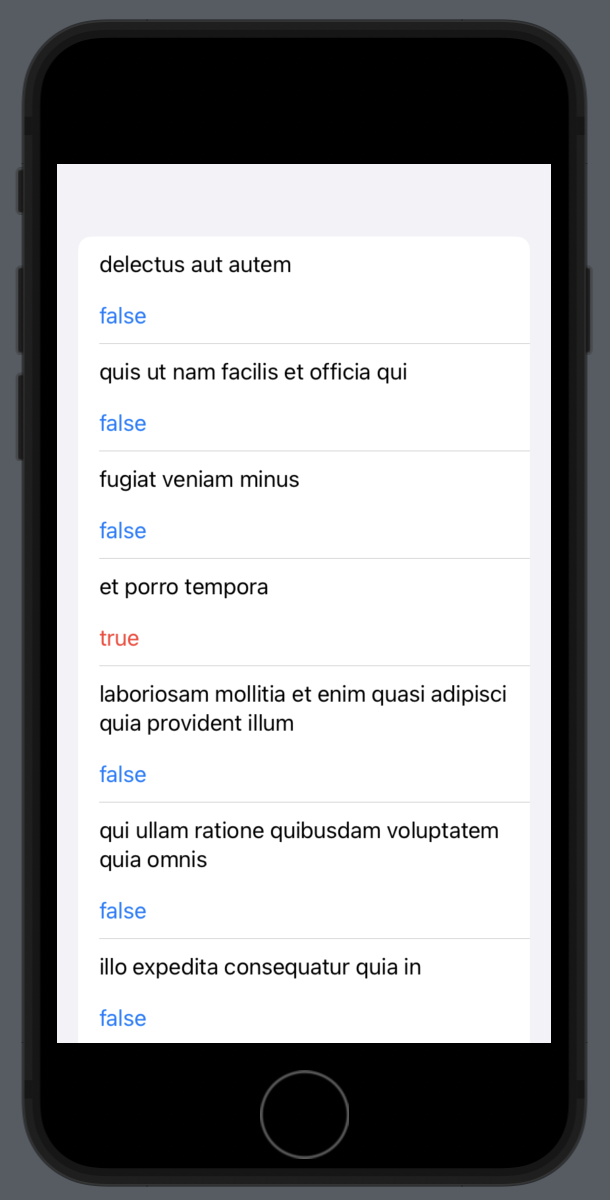 delectus aut autem
false
quis ut nam facilis et officia qui
false
fugiat veniam minus
false
et porro tempora
true
laboriosam mollitia et enim quasi adipisci
quia provident illum
false
qui ullam ratione quibusdam voluptatem
quia omnis
false
illo expedita consequatur quia in
false